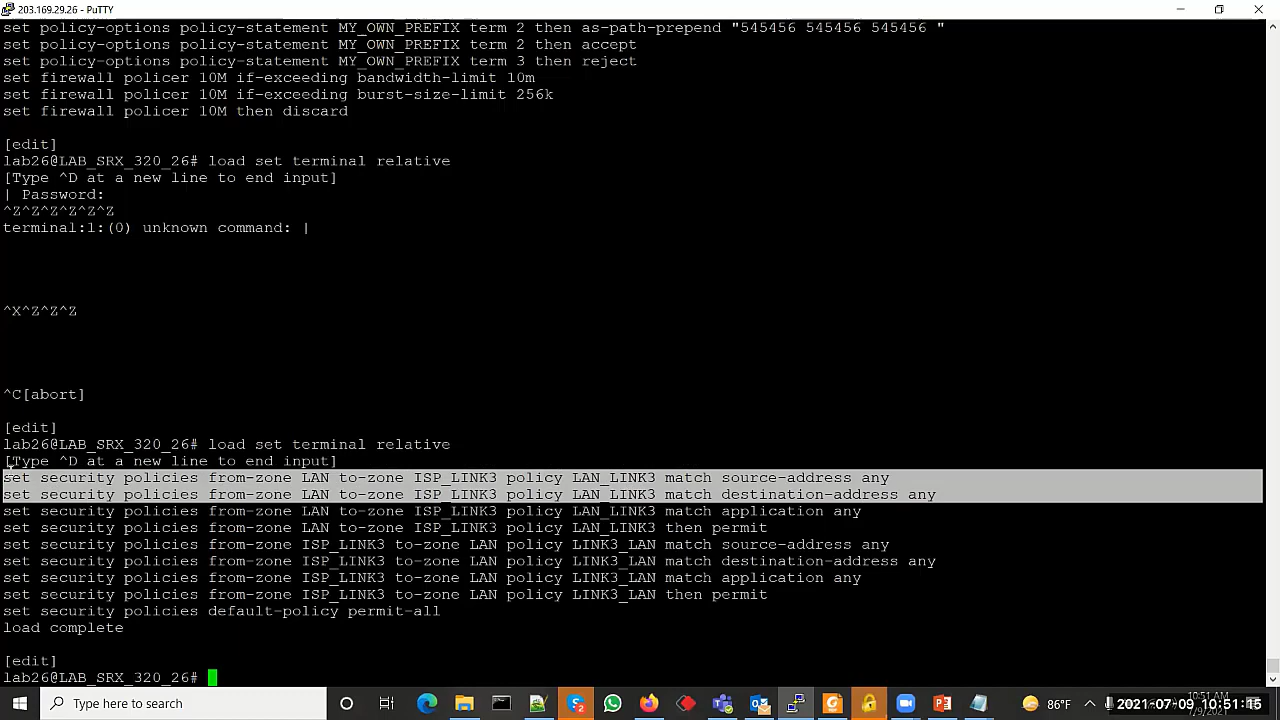 203.169.29.26 - PuTTY
set policy-options policy-statement MY_OWN_PREFIX term 2 then as-path-prepend "545456 545456 545456 "
set policy-options policy-statement MY_OWN_PREFIX term 2 then accept
set policy-options policy-statement MY_OWN_PREFIX term 3 then reject
set firewall policer 10M if-exceeding bandwidth-limit 10m
set firewall policer 10M if-exceeding burst-size-limit 256k
set firewall policer 10M then discard
[edit]
lab26@LAB_SRX_320_26# load set terminal relative
[Type ^D at a new line to end input]
| Password:
^Z^Z^Z^Z^Z^Z
terminal:1:(0) unknown command: |
^X^Z^Z^Z
^C[abort]
[edit]
lab26@LAB_SRX_320_26# load set terminal relative
[Type ^D at a new line to end input]
set security policies from-zone LAN to-zone ISP_LINK3 policy LAN_LINK3 match source-address any
set security policies from-zone LAN to-zone ISP_LINK3 policy LAN_LINK3 match destination-address any
set security policies from-zone LAN to-zone ISP_LINK3 policy LAN_LINK3 match application any
set security policies from-zone LAN to-zone ISP_LINK3 policy LAN_LINK3 then permit
set security policies from-zone ISP_LINK3 to-zone LAN policy LINK3_LAN match source-address any
set security policies from-zone ISP_LINK3 to-zone LAN policy LINK3_LAN match destination-address any
set security policies from-zone ISP_LINK3 to-zone LAN policy LINK3_LAN match application any
set security policies from-zone ISP_LINK3 to-zone LAN policy LINK3_LAN then permit
set security policies default-policy permit-all
load complete
[edit]
lab26@LAB_SRX_320_26#
Type here to search
86°F
10:51 AM
2021-07-09 10:51:15